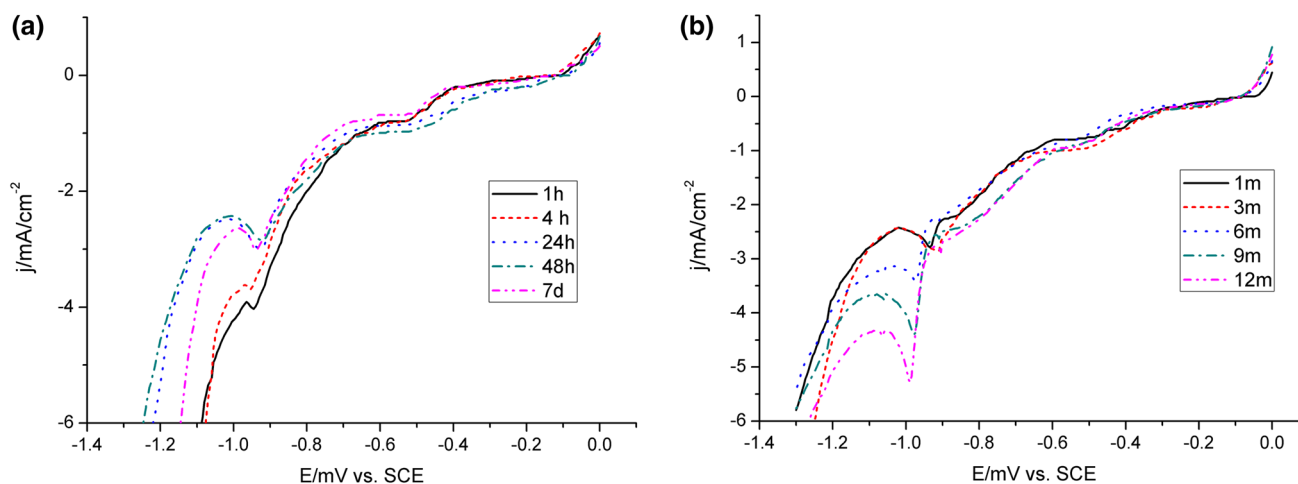 (a)
0
-2
-4
-6
j/mA/cm-2
1h
4 h
24h
48h
7d
-1.4
-1.2
-1.0
-0.8
-0.6
-0.4
-0.2
0.0
E/mV vs. SCE
(b)
1
0
-1
-2
-3
-4
-5
-6
j/mA/cm-2
1m
3m
6m
9m
12m
-1.4
-1.2
-1.0
-0.8
-0.6
-0.4
-0.2
0.0
E/mV vs. SCE